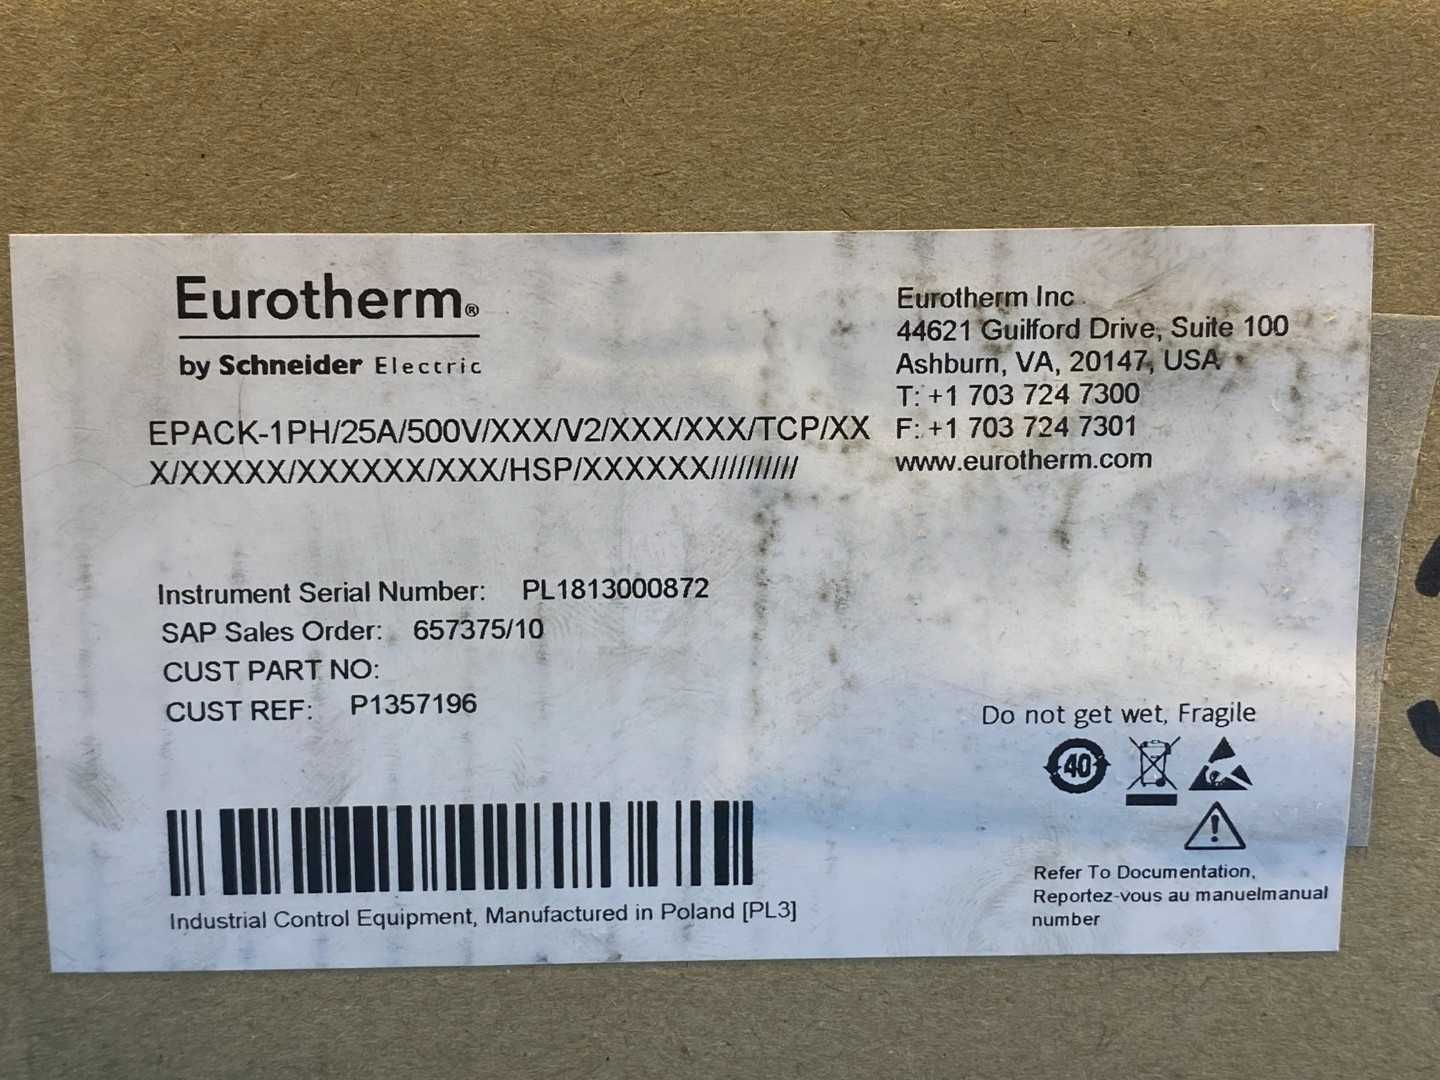 Eurotherm®
by Schneider Electric
EPACK-1PH/25A/500V/XXX/V2/XXX/XXX/TCP/XX
X/XXXXX/XXXXXX/XXX/HSP/XXXXXX//////////
Eurotherm Inc
44621 Guilford Drive, Suite 100
Ashburn, VA, 20147, USA
T: +1 703 724 7300
F: +1 703 724 7301
www.eurotherm.com
Instrument Serial Number: PL1813000872
SAP Sales Order: 657375/10
CUST PART NO:
CUST REF: P1357196
Do not get wet, Fragile
40
Industrial Control Equipment, Manufactured in Poland [PL3]
Refer To Documentation,
Reportez-vous au manuelmanual
number